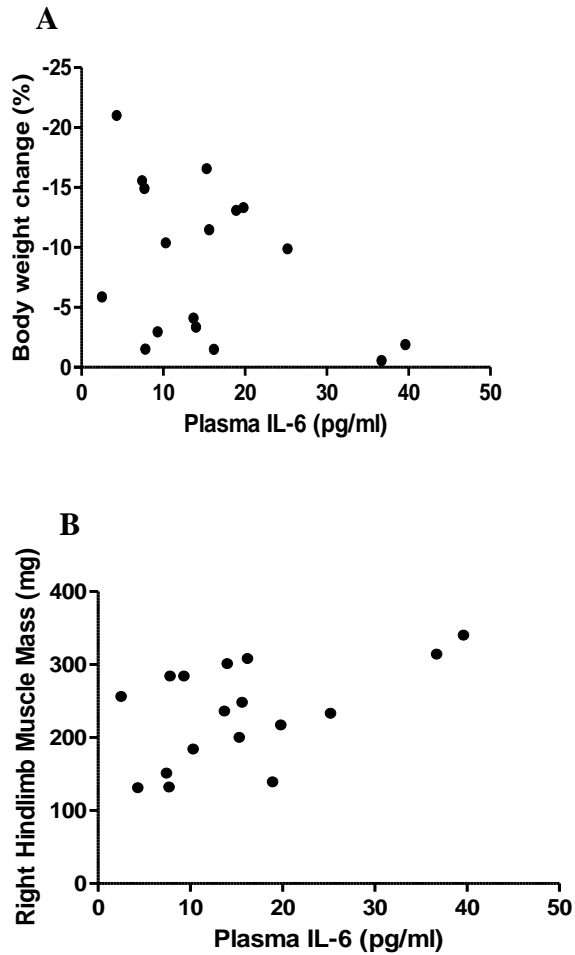 A
Body weight change (%)
-25
-20
-15
-10
-5
0
0 10 20 30 40 50
Plasma IL-6 (pg/ml)
B
Right Hindlimb Muscle Mass (mg)
400
300
200
100
0
0 10 20 30 40 50
Plasma IL-6 (pg/ml)